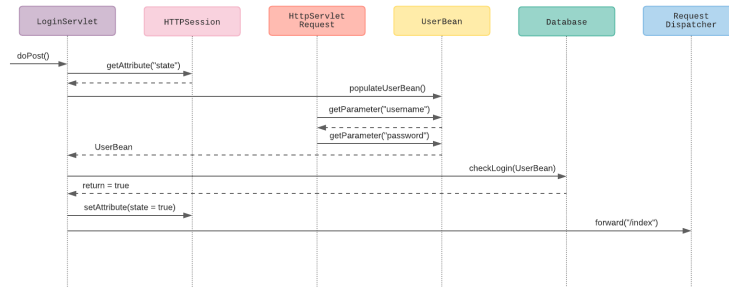 LoginServlet
HTTPSession
HttpServlet
Request
UserBean
Database
Request
Dispatcher
doPost()
getAttribute("state")
populateUserBean()
getParameter("username")
getParameter("password")
UserBean
checkLogin(UserBean)
return = true
setAttribute(state = true)
forward("/index")